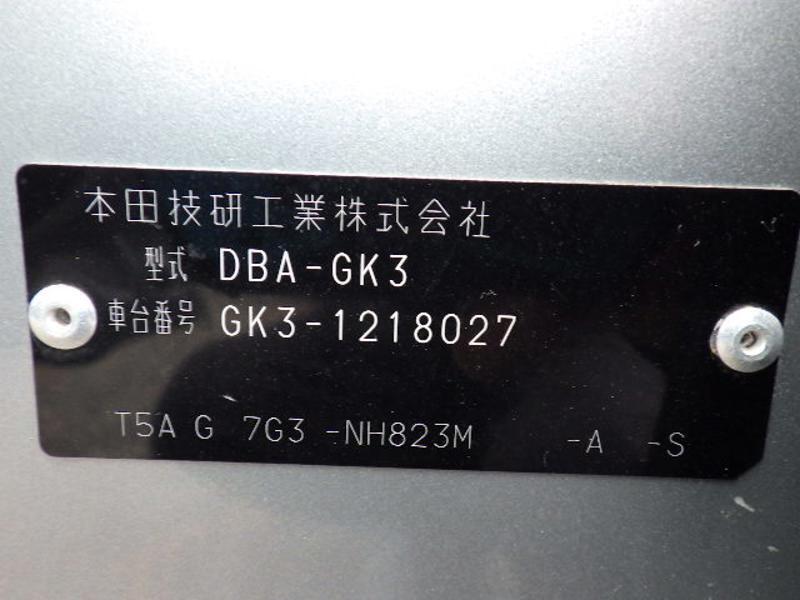 本田技研工業株式会社
型式 DBA-GK3
車台番号 GK3-1218027
T5A G 7G3 -NH823M -A -S